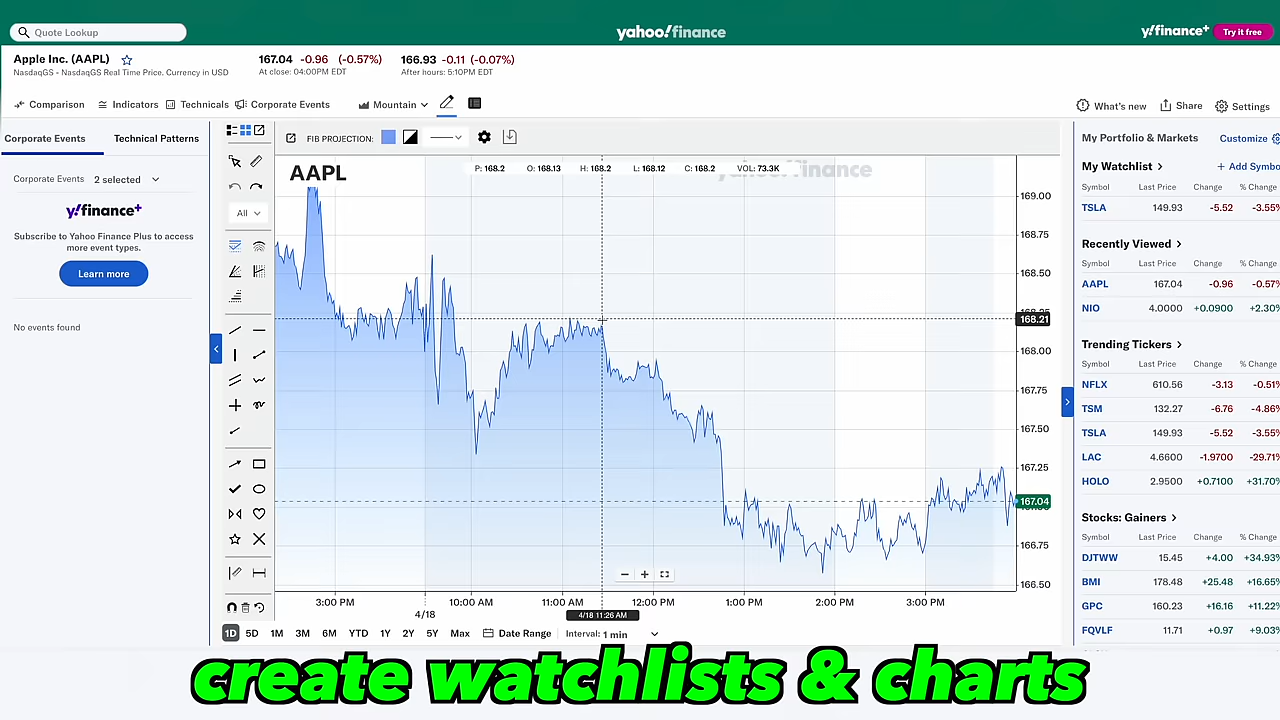 Quote Lookup
yahoo!finance
y!finance+ Try it free
Apple Inc. (AAPL)
NasdaqGS - NasdaqGS Real Time Price. Currency in USD
167.04 -0.96 (-0.57%)
At close: 04:00PM EDT
166.93 -0.11 (-0.07%)
After hours: 5:10PM EDT
Comparison Indicators Technicals Corporate Events Mountain
What's new Share Settings
Corporate Events Technical Patterns
Corporate Events 2 selected
y!finance+
Subscribe to Yahoo Finance Plus to access
more event types.
Learn more
No events found
All
FIB PROJECTION:
AAPL
P: 168.2 O: 168.13 H: 168.2 L: 168.12 C: 168.2 VOL: 73.3K
yahoo!finance
169.00
168.75
168.50
168.21
168.00
167.75
167.50
167.25
167.04
166.75
166.50
3:00PM 10:00AM 11:00 AM 12:00 PM 1:00 PM 2:00 PM 3:00PM
4/18
4/18 11:26 AM
1D 5D 1M 3M 6M YTD 1Y 2Y 5Y Max Date Range Interval: 1 min
My Portfolio & Markets Customize
My Watchlist + Add Symbo
Symbol Last Price Change % Change
TSLA 149.93 -5.52 -3.55%
Recently Viewed
Symbol Last Price Change % Change
AAPL 167.04 -0.96 -0.57%
NIO 4.0000 +0.0900 +2.30%
Trending Tickers
Symbol Last Price Change % Change
NFLX 610.56 -3.13 -0.51%
TSM 132.27 -6.76 -4.86%
TSLA 149.93 -5.52 -3.55%
LAC 4.6600 -1.9700 -29.71%
HOLO 2.9500 +0.7100 +31.70%
Stocks: Gainers
Symbol Last Price Change % Change
DJTWW 15.45 +4.00 +34.93%
BMI 178.48 +25.48 +16.65%
GPC 160.23 +16.16 +11.22%
FQVLF 11.71 +0.97 +9.03%
create watchlists & charts